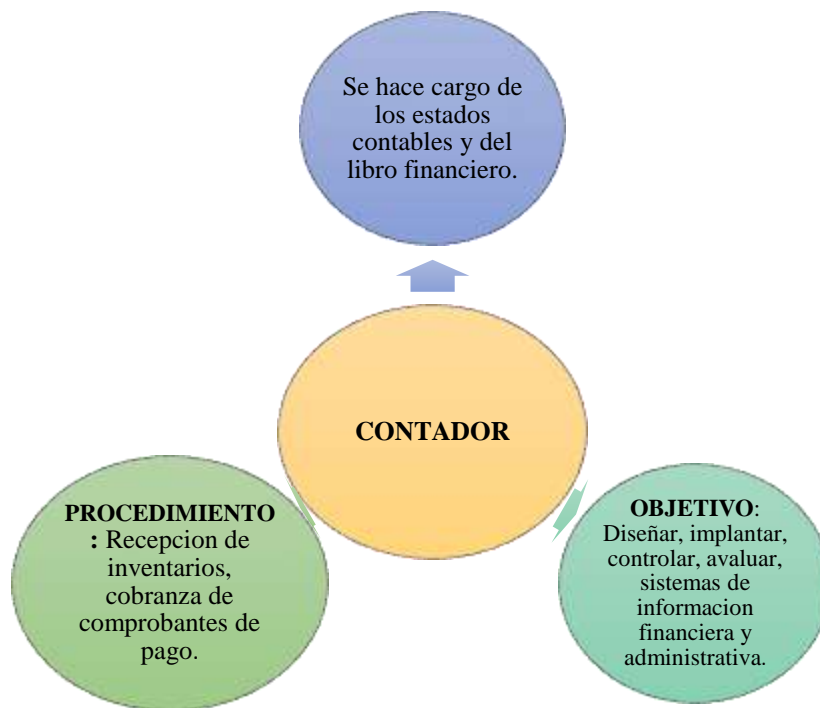 Se hace cargo de
los estados
contables y del
libro financiero.
CONTADOR
PROCEDIMIENTO
: Recepcion de
inventarios,
cobranza de
comprobantes de
pago.
OBJETIVO:
Diseñar, implantar,
controlar, avaluar,
sistemas de
informacion
financiera y
administrativa.